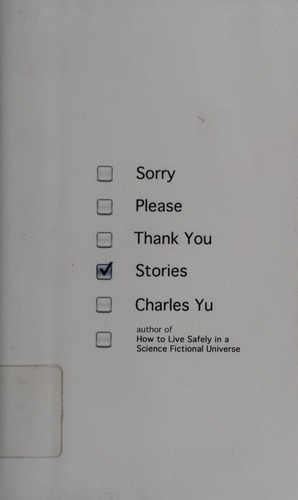 Sorry
Please
Thank You
Stories
Charles Yu
author of
How to Live Safely in a
Science Fictional Universe